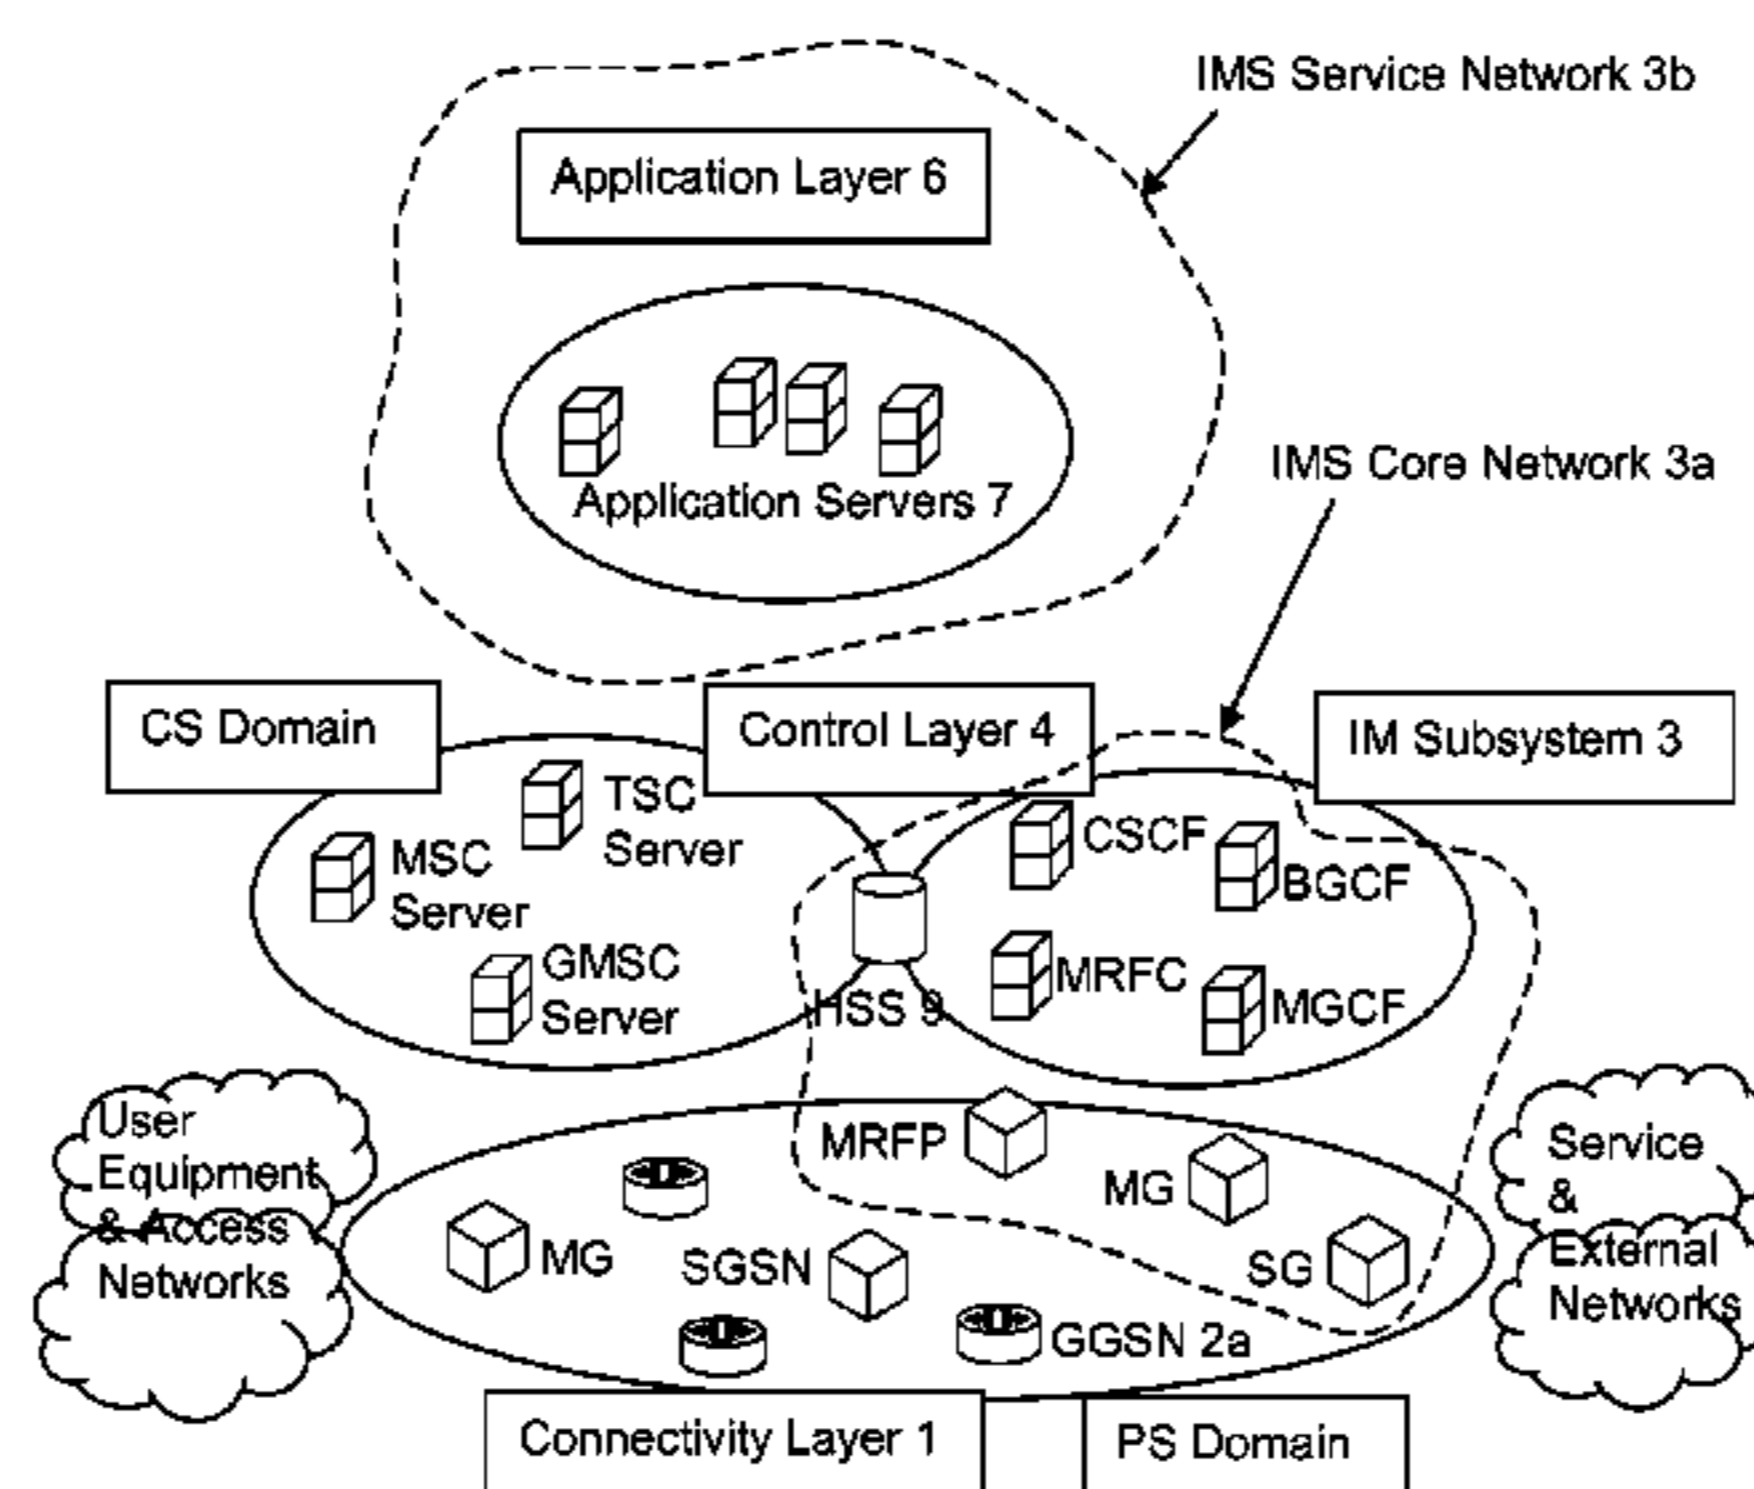 IMS Service Network 3b
Application Layer 6
Application Servers 7
IMS Core Network 3a
CS Domain
Control Layer 4
IM Subsystem 3
TSC
Server
MSC
Server
GMSC
Server
HSS 9
CSCF
BGCF
MRFC
MGCF
User
Equipment
& Access
Networks
MRFP
MG
MG
SGSN
SG
GGSN 2a
Service
&
External
Networks
Connectivity Layer 1
PS Domain